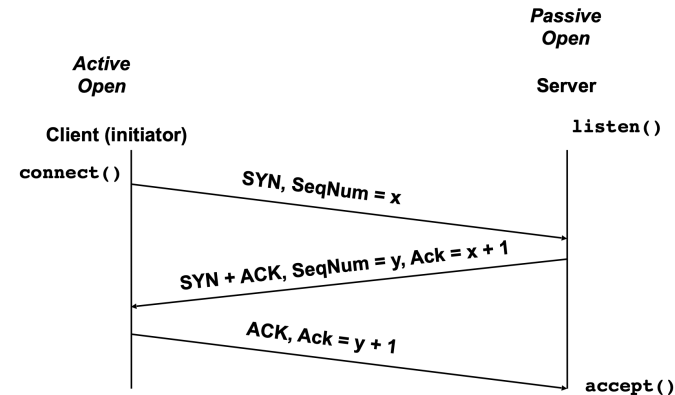 Passive
Open
Active
Open
Server
Client (initiator)
listen()
connect()
SYN, SeqNum = x
SYN + ACK, SeqNum = y, Ack = x + 1
ACK, Ack = y + 1
accept()